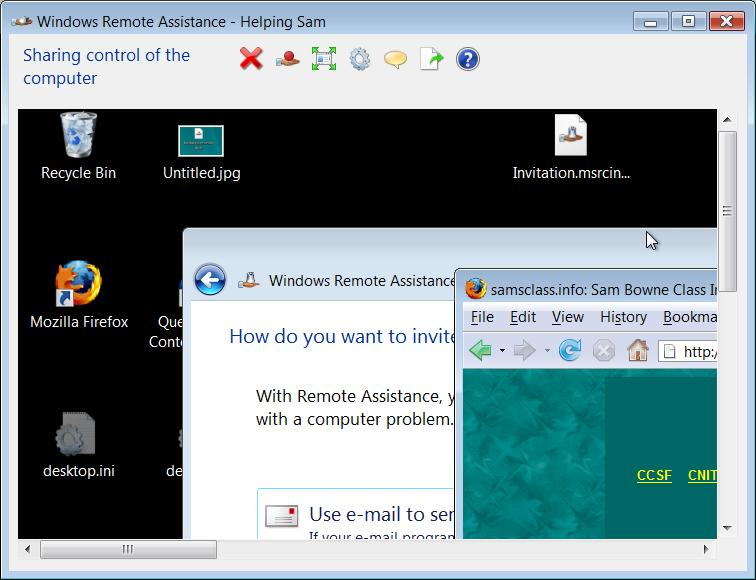 Windows Remote Assistance - Helping Sam
Sharing control of the
computer
Recycle Bin
Untitled.jpg
Invitation.msrcin...
Mozilla Firefox
Que
Conte
Windows Remote Assistance
samsclass.info: Sam Bowne Class In
File Edit View History Bookma
http:/
How do you want to invite
With Remote Assistance, y
with a computer problem.
CCSF CNIT
desktop.ini
de
Use e-mail to ser
If your e-mail program